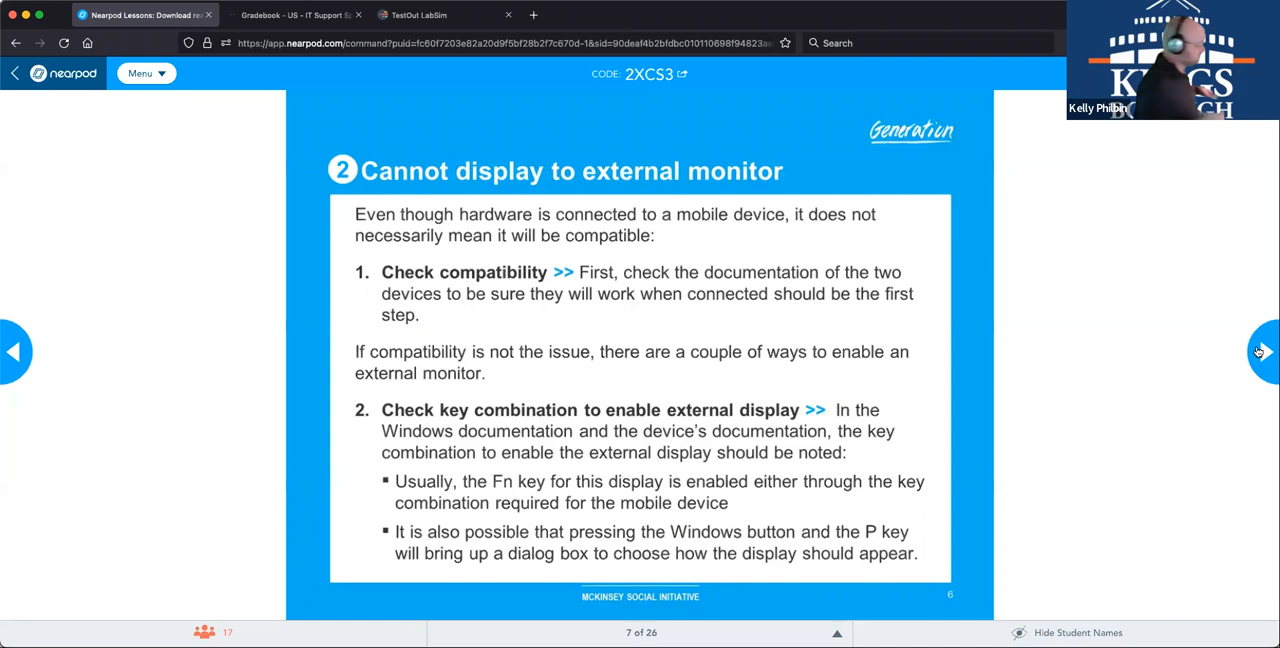 Nearpod Lessons: Download rea
Gradebook - US - IT Support Sp
TestOut LabSim
https://app.nearpod.com/command?puid=fc60f7203e82a20d9f5bf28b2f7c670d-1&sid=90deaf4b2bfdbc010110698f94823ae
Search
nearpod
Menu
CODE: 2XCS3
KINGS
BOROUGH
Kelly Philbin
Generation
2 Cannot display to external monitor
Even though hardware is connected to a mobile device, it does not
necessarily mean it will be compatible:
1. Check compatibility >> First, check the documentation of the two
devices to be sure they will work when connected should be the first
step.
If compatibility is not the issue, there are a couple of ways to enable an
external monitor.
2. Check key combination to enable external display >> In the
Windows documentation and the device's documentation, the key
combination to enable the external display should be noted:
▪ Usually, the Fn key for this display is enabled either through the key
combination required for the mobile device
▪ It is also possible that pressing the Windows button and the P key
will bring up a dialog box to choose how the display should appear.
MCKINSEY SOCIAL INITIATIVE
6
17
7 of 26
Hide Student Names